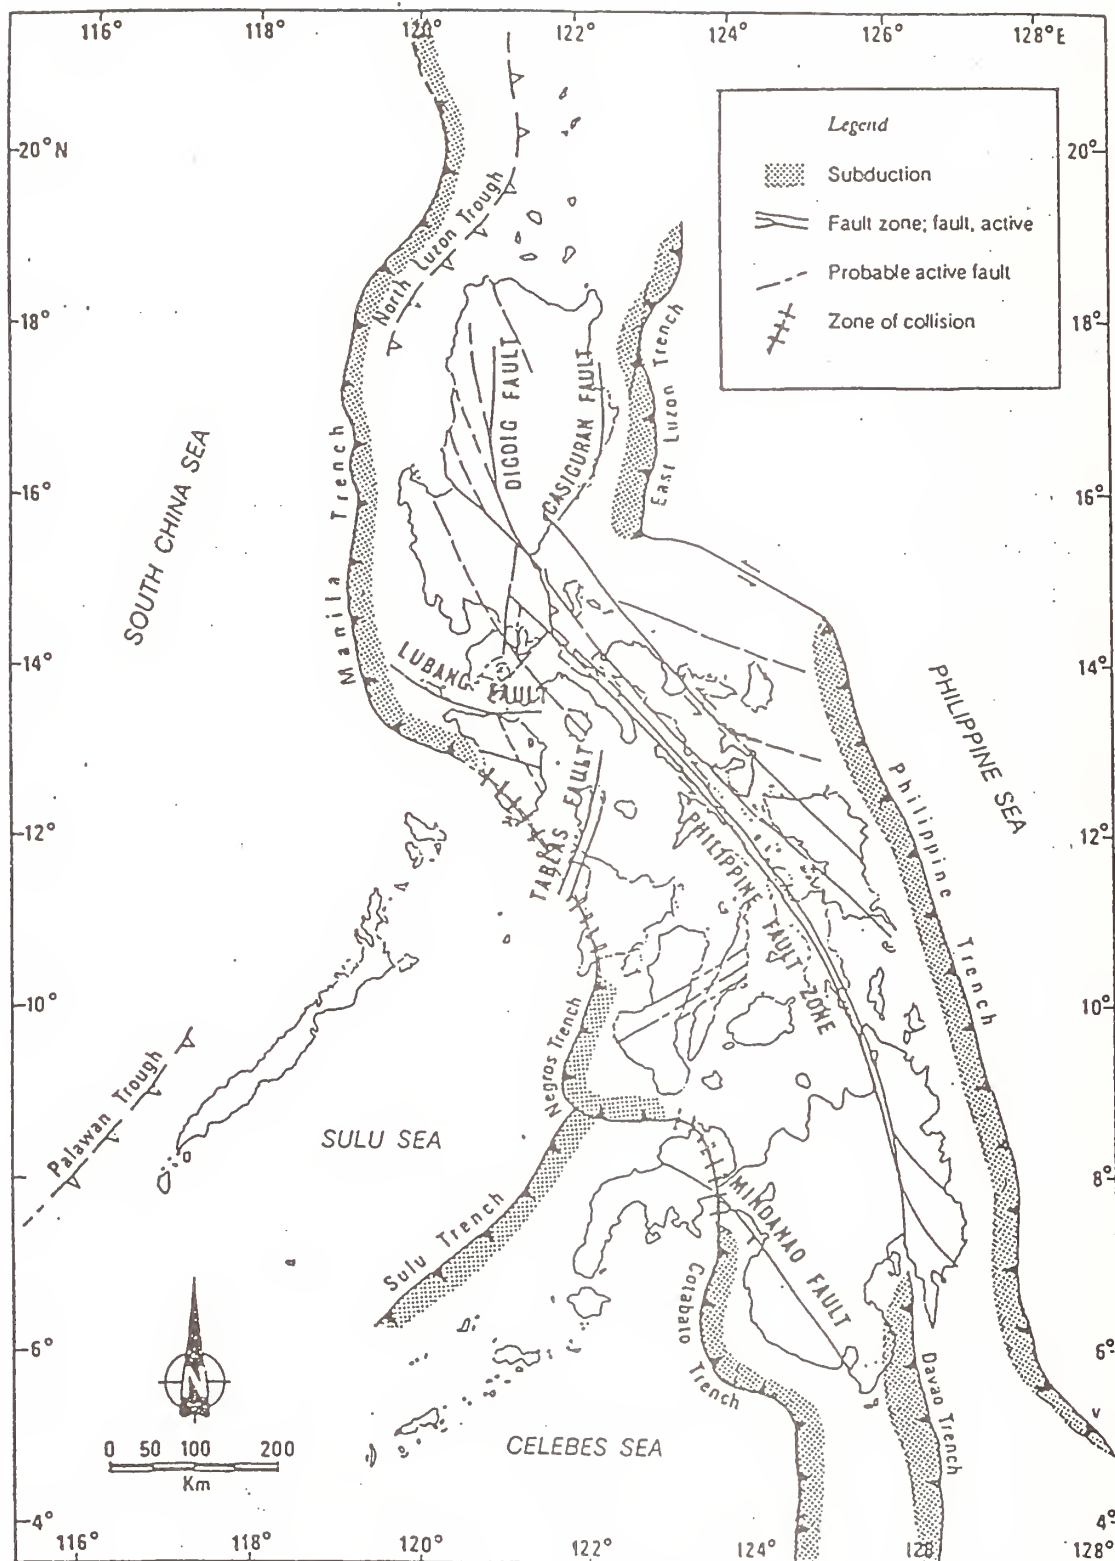 116°
118°
120°
122°
124°
126°
128°E
Legend
Subduction
Fault zone; fault, active
Probable active fault
Zone of collision
20°N
20°
18°
18°
16°
16°
14°
14°
12°
12°
10°
10°
8°
6°
6°
4°
4°
North Luzon Trough
DIGDIG FAULT
CASIGURAN FAULT
East Luzon Trench
SOUTH CHINA SEA
Manila Trench
LUBANG FAULT
PHILIPPINE SEA
TABLAS FAULT
PHILIPPINE FAULT ZONE
Philippine Trench
Negros Trench
Palawan Trough
SULU SEA
Sulu Trench
MINDANAO FAULT
Cotabato Trench
Davao Trench
CELEBES SEA
N
0 50 100 200
Km
116°
118°
120°
122°
124°
126°
128°